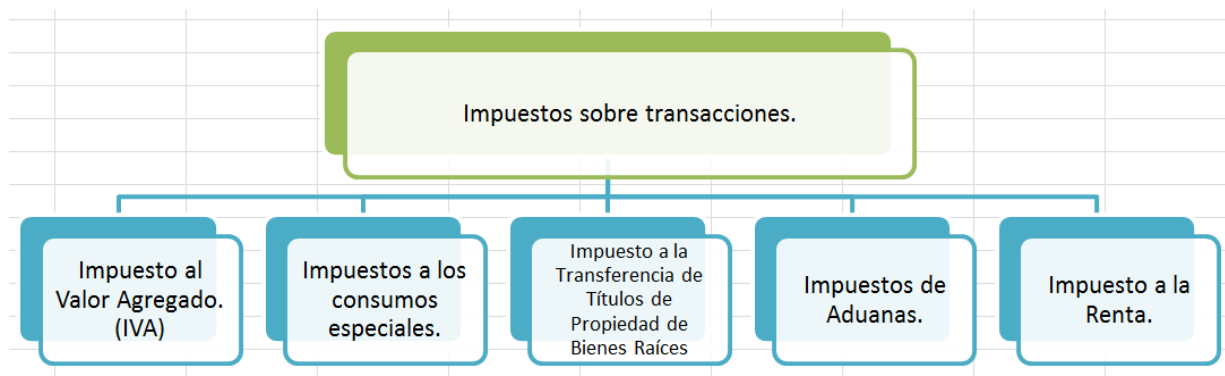 Impuestos sobre transacciones.
Impuesto al
Valor Agregado.
(IVA)
Impuestos a los
consumos
especiales.
Impuesto a la
Transferencia de
Títulos de
Propiedad de
Bienes Raíces
Impuestos de
Aduanas.
Impuesto a la
Renta.